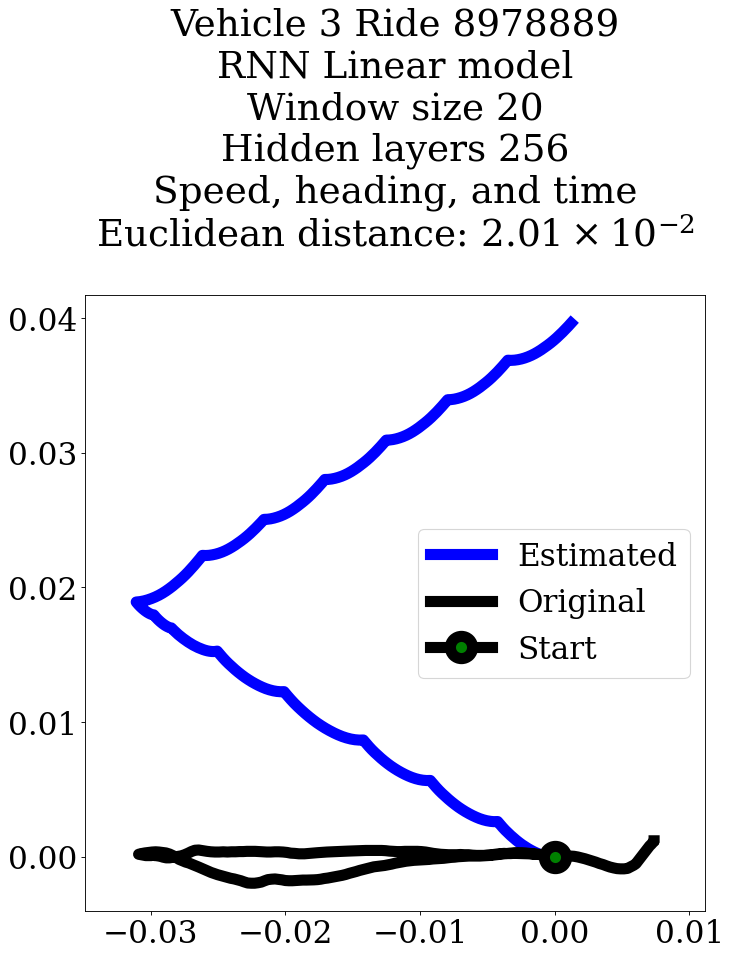 Vehicle 3 Ride 8978889
RNN Linear model
Window size 20
Hidden layers 256
Speed, heading, and time
Euclidean distance: 2.01 × 10⁻²
0.04
0.03
0.02
0.01
0.00
Estimated
Original
Start
−0.03 −0.02 −0.01 0.00 0.01